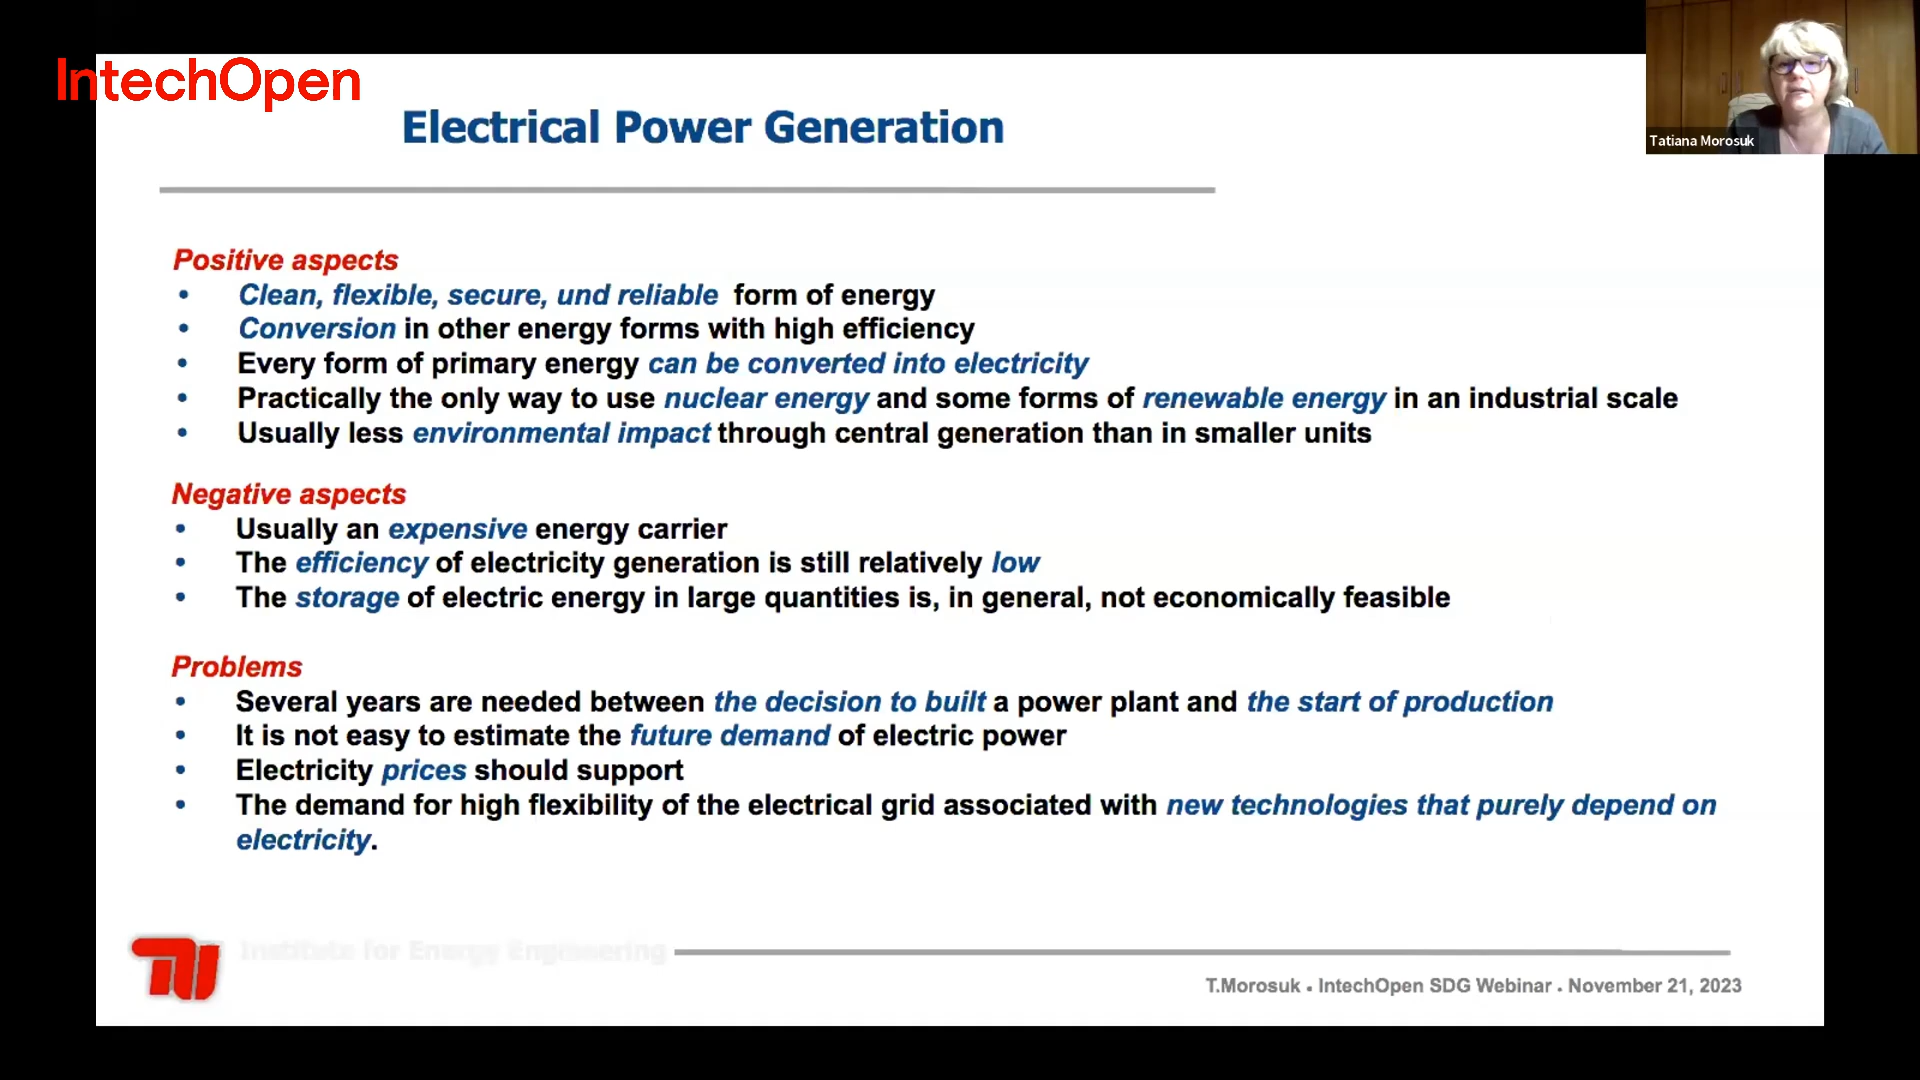 IntechOpen
Tatiana Morosuk
Electrical Power Generation
Positive aspects
• Clean, flexible, secure, und reliable form of energy
• Conversion in other energy forms with high efficiency
• Every form of primary energy can be converted into electricity
• Practically the only way to use nuclear energy and some forms of renewable energy in an industrial scale
• Usually less environmental impact through central generation than in smaller units
Negative aspects
• Usually an expensive energy carrier
• The efficiency of electricity generation is still relatively low
• The storage of electric energy in large quantities is, in general, not economically feasible
Problems
• Several years are needed between the decision to built a power plant and the start of production
• It is not easy to estimate the future demand of electric power
• Electricity prices should support
• The demand for high flexibility of the electrical grid associated with new technologies that purely depend on
electricity.
Institute for Energy Engineering
T.Morosuk • IntechOpen SDG Webinar • November 21, 2023